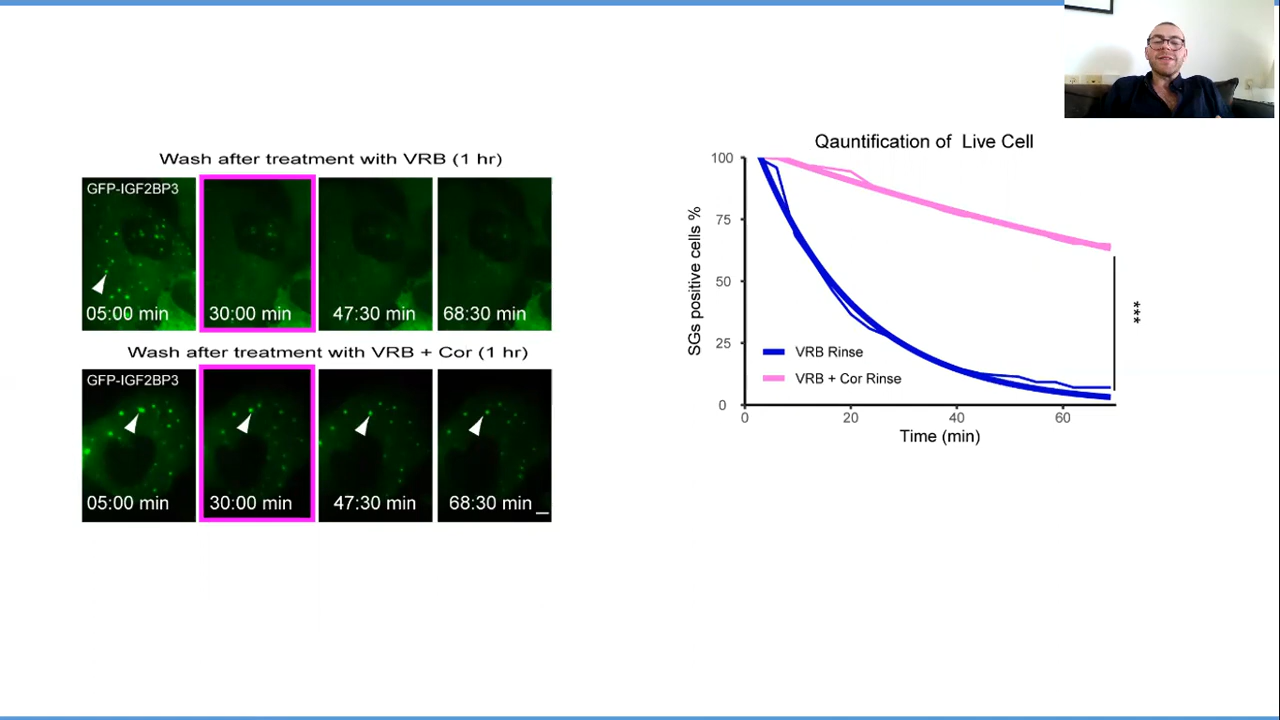 Wash after treatment with VRB (1 hr)
GFP-IGF2BP3
05:00 min
30:00 min
47:30 min
68:30 min
Wash after treatment with VRB + Cor (1 hr)
GFP-IGF2BP3
05:00 min
30:00 min
47:30 min
68:30 min
Qauntification of Live Cell
SGs positive cells %
100
75
50
25
0
VRB Rinse
VRB + Cor Rinse
***
0
20
40
60
Time (min)